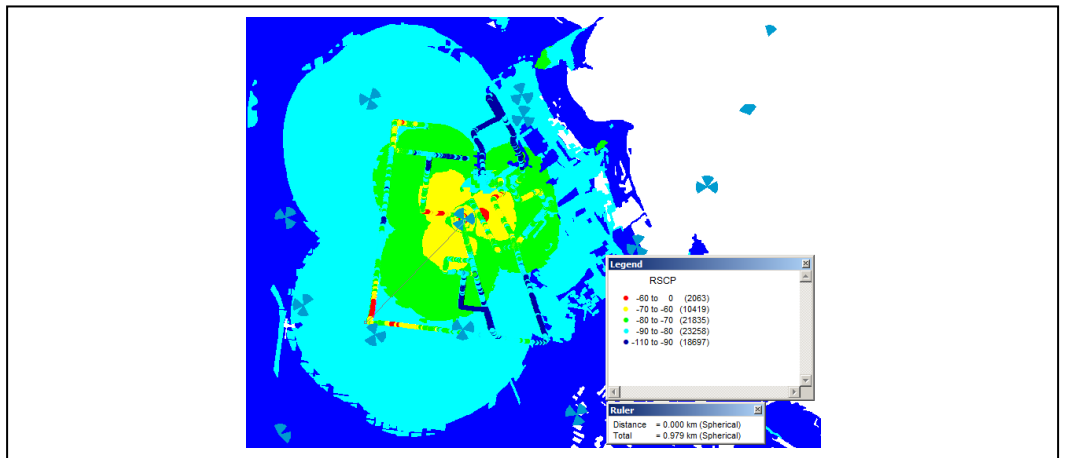 Legend
RSCP
-60 to 0 (2063)
-70 to -60 (10419)
-80 to -70 (21835)
-90 to -80 (23258)
-110 to -90 (18697)
Ruler
Distance = 0.000 km (Spherical)
Total = 0.979 km (Spherical)